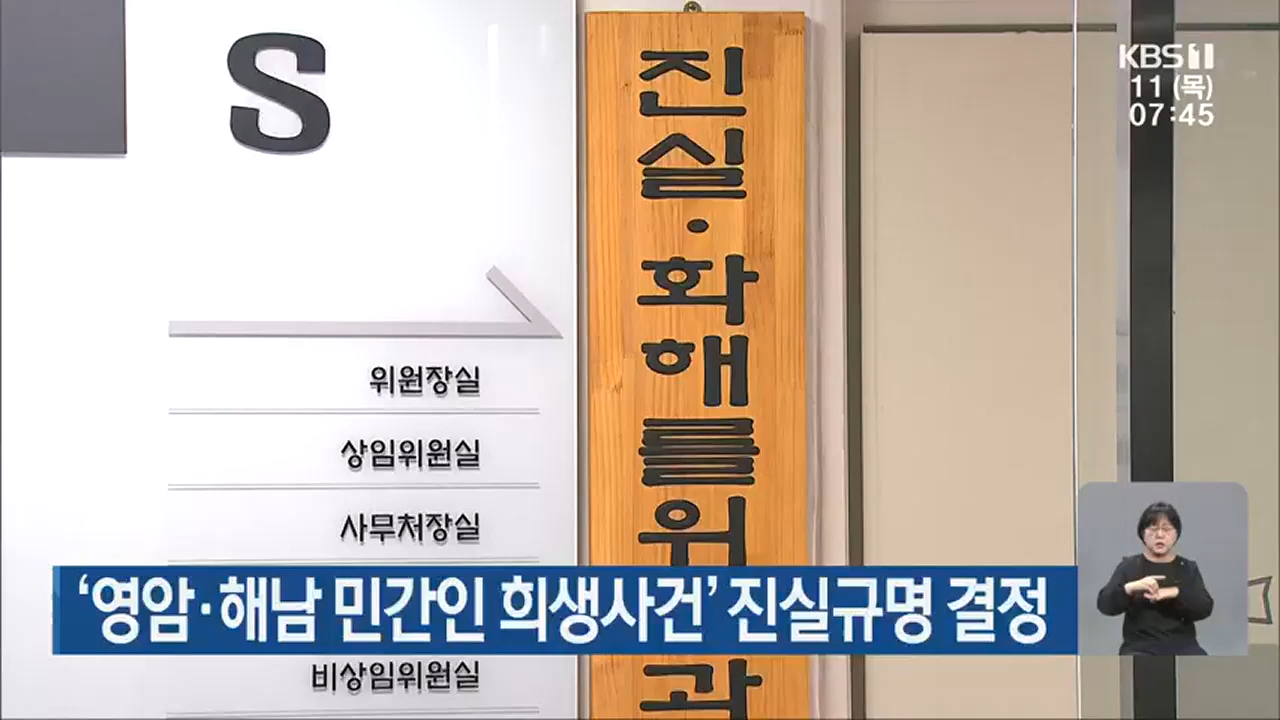 S
위원장실
상임위원실
사무처장실
비상임위원실
진실·화해를위
과
KBS 1
11 (목)
07:45
‘영암·해남 민간인 희생사건’ 진실규명 결정